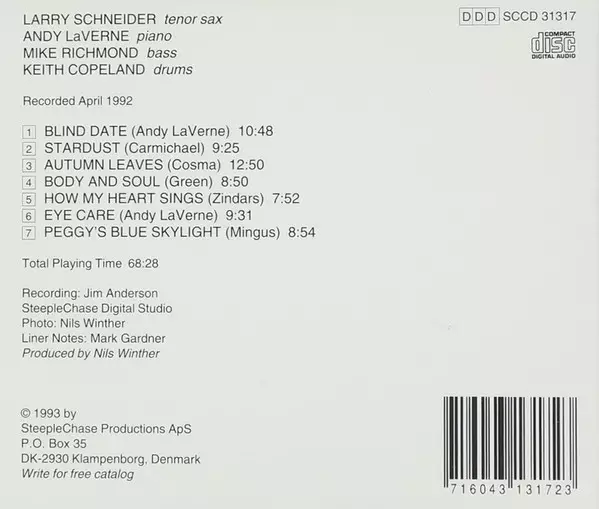 LARRY SCHNEIDER tenor sax
ANDY LaVERNE piano
MIKE RICHMOND bass
KEITH COPELAND drums
DDD SCCD 31317
COMPACT
disc
DIGITAL AUDIO
Recorded April 1992
1 BLIND DATE (Andy LaVerne) 10:48
2 STARDUST (Carmichael) 9:25
3 AUTUMN LEAVES (Cosma) 12:50
4 BODY AND SOUL (Green) 8:50
5 HOW MY HEART SINGS (Zindars) 7:52
6 EYE CARE (Andy LaVerne) 9:31
7 PEGGY'S BLUE SKYLIGHT (Mingus) 8:54
Total Playing Time 68:28
Recording: Jim Anderson
SteepleChase Digital Studio
Photo: Nils Winther
Liner Notes: Mark Gardner
Produced by Nils Winther
© 1993 by
SteepleChase Productions ApS
P.O. Box 35
DK-2930 Klampenborg, Denmark
Write for free catalog
716043 131723